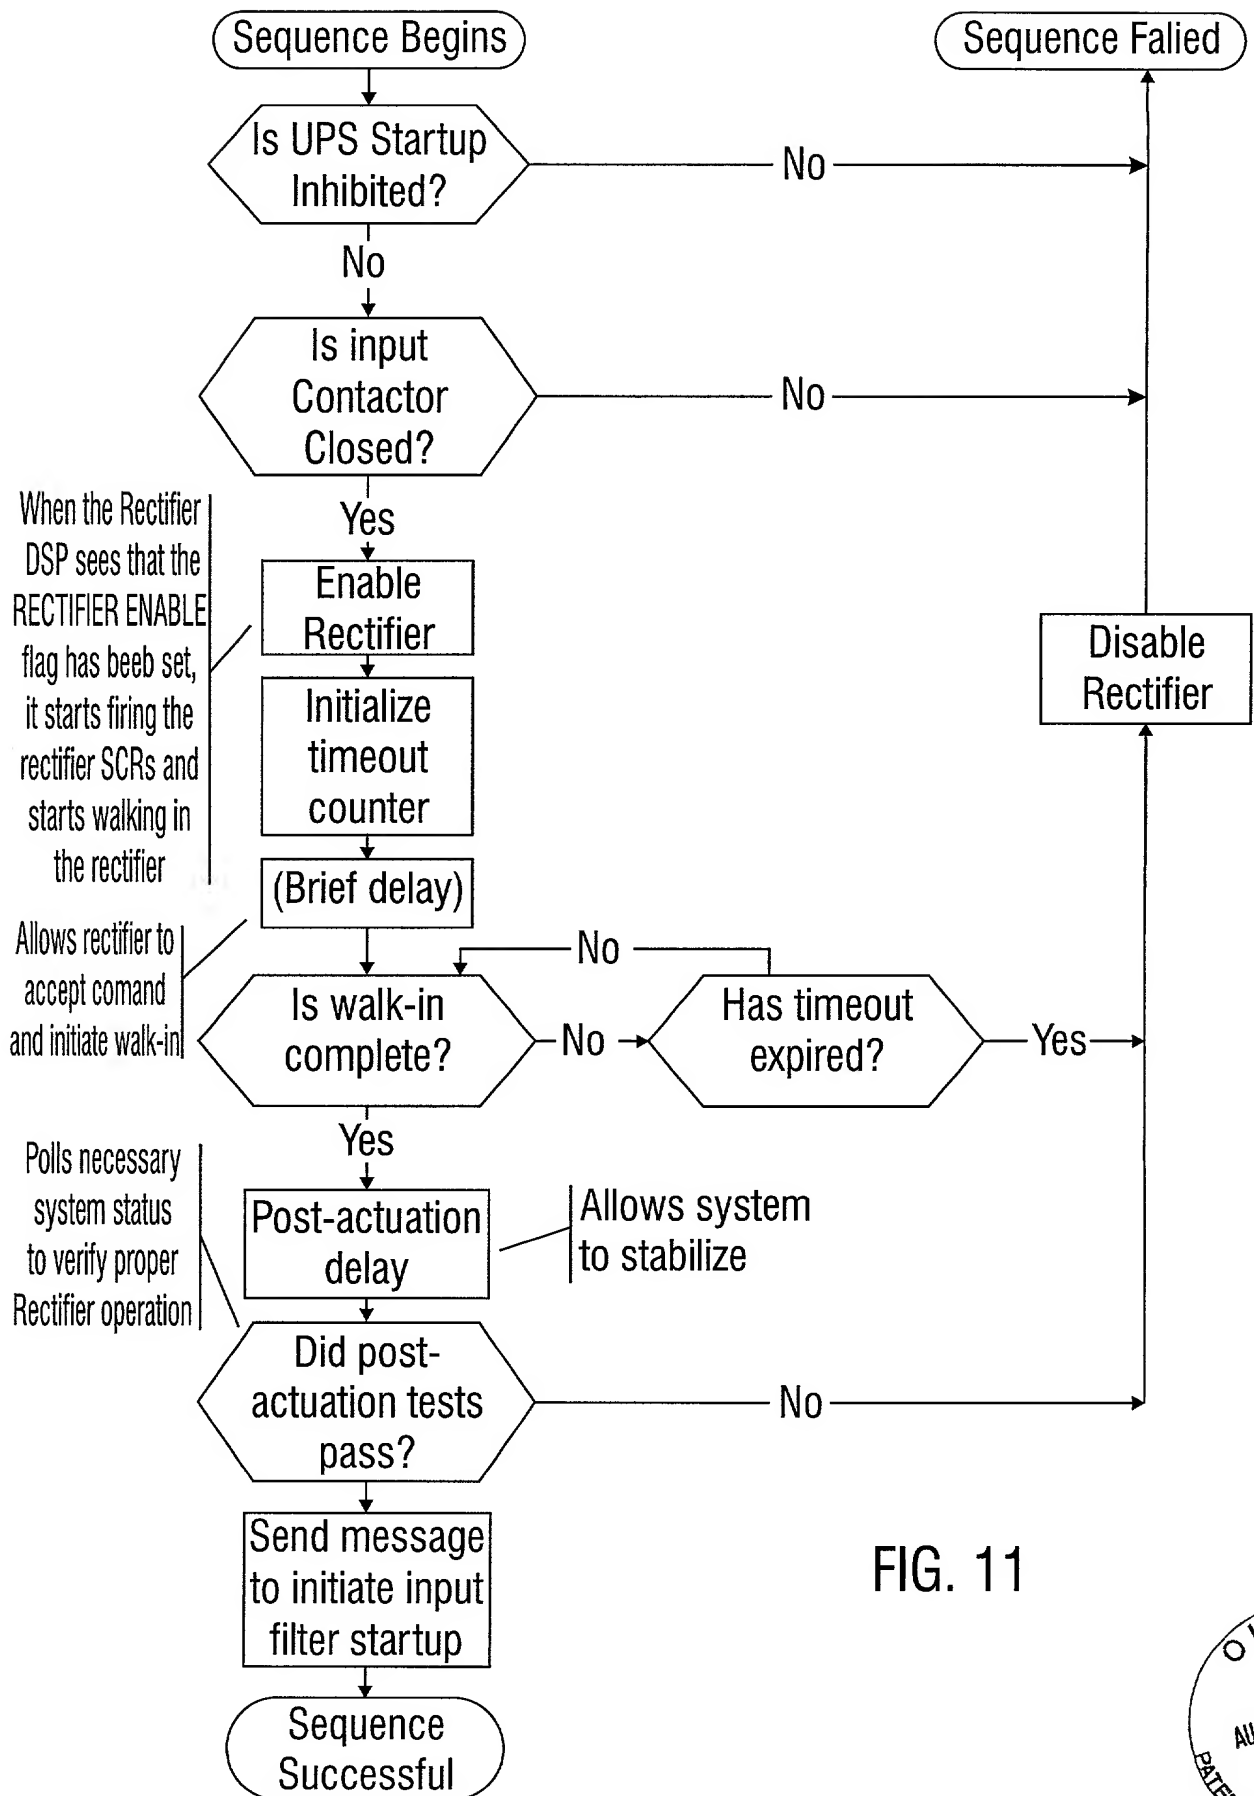 Sequence Begins
Sequence Falied
Is UPS Startup
Inhibited?
No
No
Is input
Contactor
Closed?
No
Yes
When the Rectifier
DSP sees that the
RECTIFIER ENABLE
flag has beeb set,
it starts firing the
rectifier SCRs and
starts walking in
the rectifier
Enable
Rectifier
Disable
Rectifier
Initialize
timeout
counter
(Brief delay)
Allows rectifier to
accept comand
and initiate walk-in
No
Is walk-in
complete?
No
Has timeout
expired?
Yes
Yes
Polls necessary
system status
to verify proper
Rectifier operation
Post-actuation
delay
Allows system
to stabilize
Did post-
actuation tests
pass?
No
Send message
to initiate input
filter startup
FIG. 11
Sequence
Successful